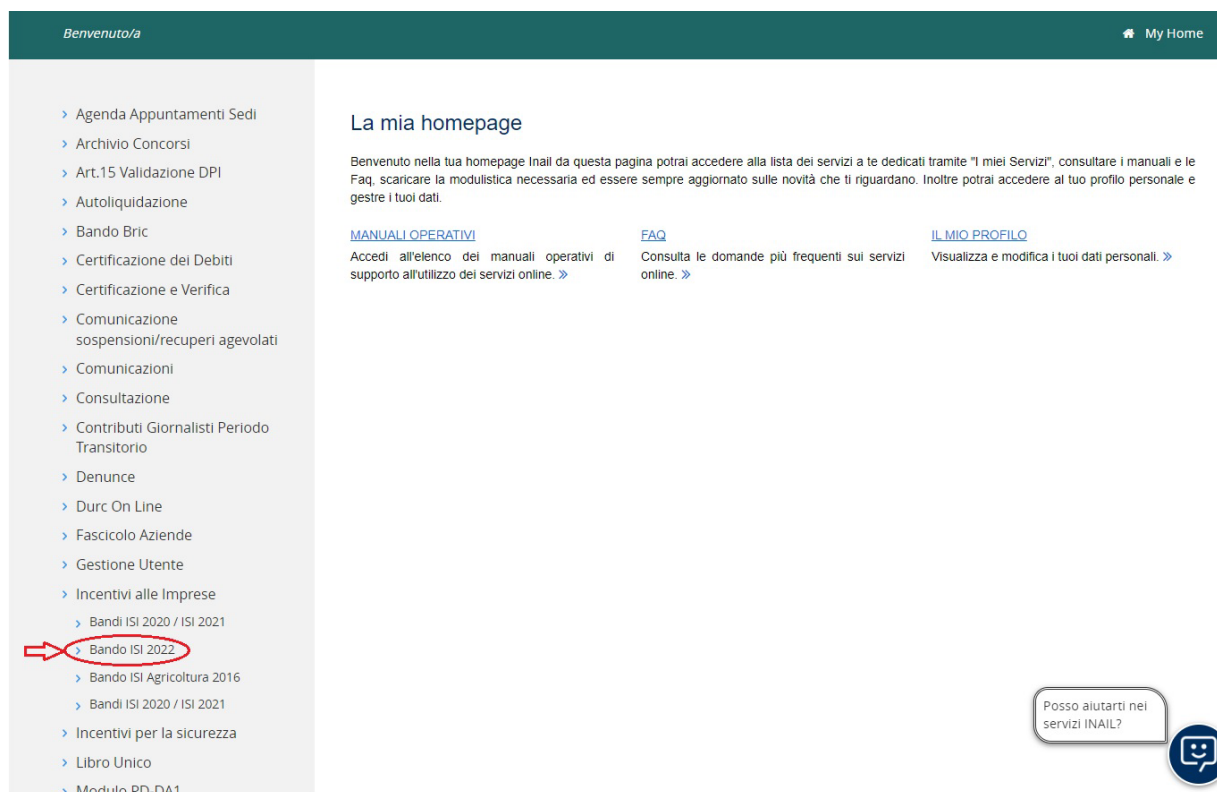 Benvenuto/a
My Home
Agenda Appuntamenti Sedi
Archivio Concorsi
Art.15 Validazione DPI
Autoliquidazione
Bando Bric
Certificazione dei Debiti
Certificazione e Verifica
Comunicazione
sospensioni/recuperi agevolati
Comunicazioni
Consultazione
Contributi Giornalisti Periodo
Transitorio
Denunce
Durc On Line
Fascicolo Aziende
Gestione Utente
Incentivi alle Imprese
Bandi ISI 2020 / ISI 2021
Bando ISI 2022
Bando ISI Agricoltura 2016
Bandi ISI 2020 / ISI 2021
Incentivi per la sicurezza
Libro Unico
Modulo PD-DA1
La mia homepage
Benvenuto nella tua homepage Inail da questa pagina potrai accedere alla lista dei servizi a te dedicati tramite "I miei Servizi", consultare i manuali e le
Faq, scaricare la modulistica necessaria ed essere sempre aggiornato sulle novità che ti riguardano. Inoltre potrai accedere al tuo profilo personale e
gestre i tuoi dati.
MANUALI OPERATIVI
Accedi all'elenco dei manuali operativi di
supporto all'utilizzo dei servizi online. »
FAQ
Consulta le domande più frequenti sui servizi
online. »
IL MIO PROFILO
Visualizza e modifica i tuoi dati personali. »
Posso aiutarti nei
servizi INAIL?